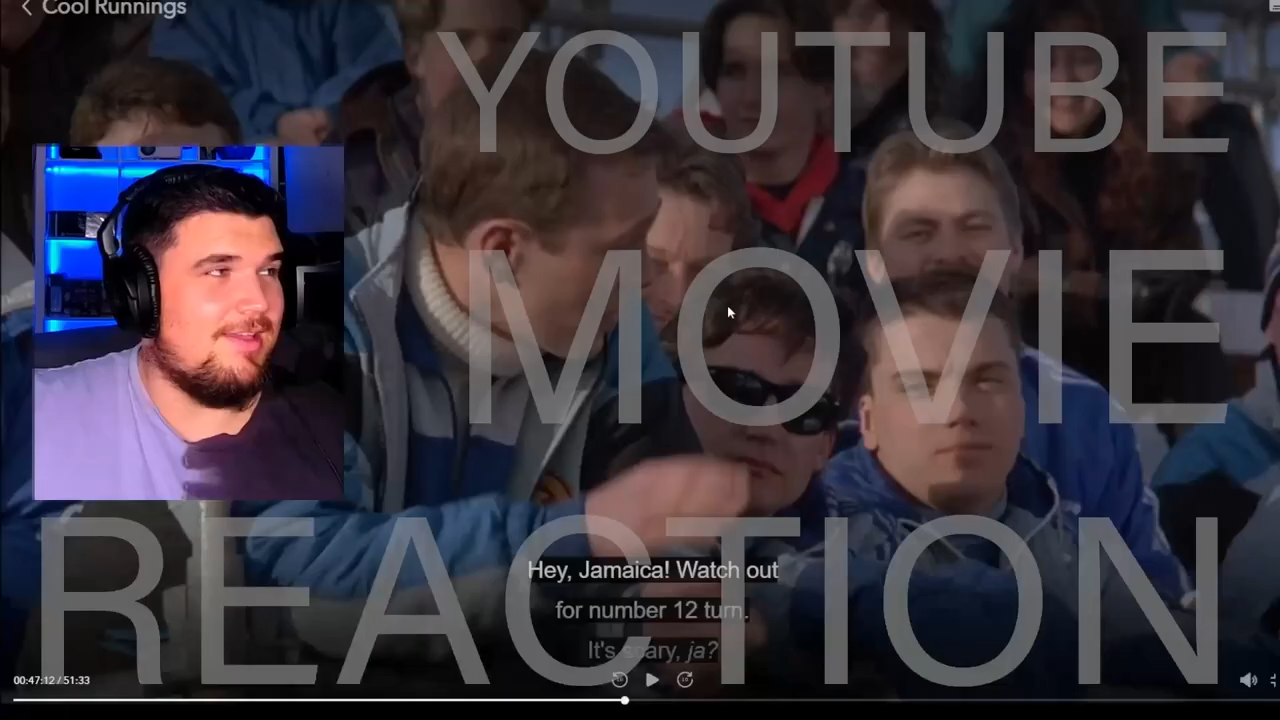 Cool Runnings
YOUTUBE
MOVIE
REACTION
Hey, Jamaica! Watch out
for number 12 turn.
It's scary, ja?
00:47:12 / 51:33